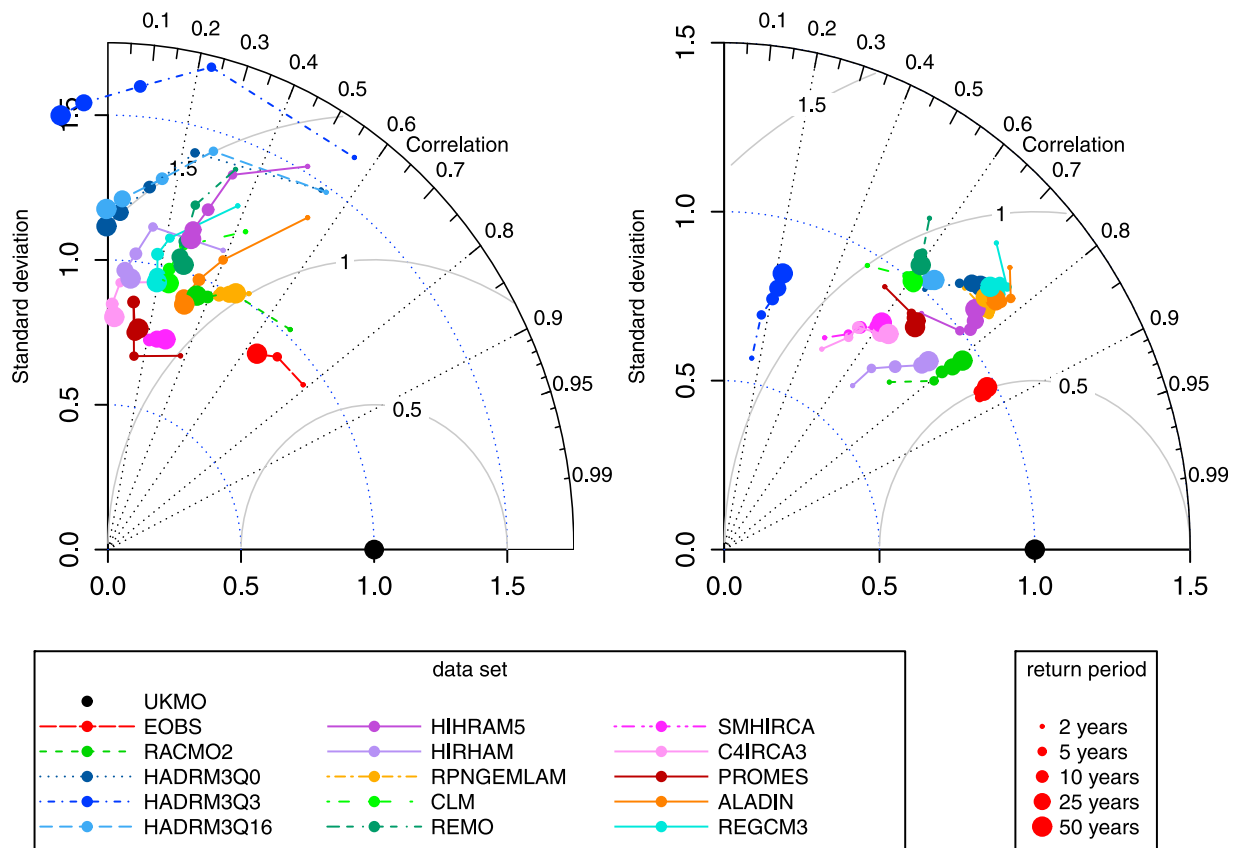 0.1
0.2
0.3
0.4
0.5
0.6
Correlation
0.7
0.8
0.9
0.95
0.99
1.5
1
0.5
Standard deviation
0.0
0.5
1.0
1.5
0.0
0.5
1.0
1.5
0.1
0.2
0.3
0.4
0.5
0.6
Correlation
0.7
0.8
0.9
0.95
0.99
1.5
1
0.5
Standard deviation
0.0
0.5
1.0
1.5
0.0
0.5
1.0
1.5
data set
UKMO
EOBS
RACMO2
HADRM3Q0
HADRM3Q3
HADRM3Q16
HIHRAM5
HIRHAM
RPNGEMLAM
CLM
REMO
SMHIRCA
C4IRCA3
PROMES
ALADIN
REGCM3
return period
2 years
5 years
10 years
25 years
50 years